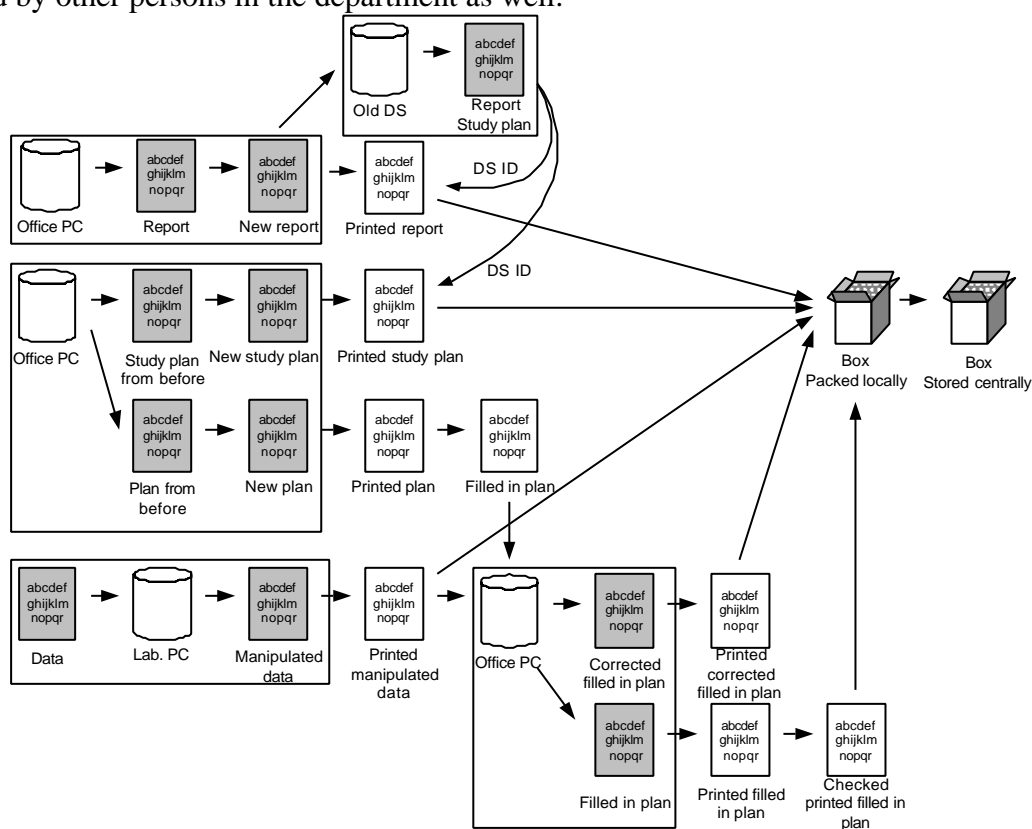 d by other persons in the department as well.
abcdef
ghijklm
nopqr
Old DS
Report
Study plan
abcdef
ghijklm
nopqr
abcdef
ghijklm
nopqr
abcdef
ghijklm
nopqr
DS ID
Office PC
Report
New report
Printed report
abcdef
ghijklm
nopqr
abcdef
ghijklm
nopqr
abcdef
ghijklm
nopqr
DS ID
Office PC
Study plan
from before
New study plan
Printed study plan
Box
Packed locally
Box
Stored centrally
abcdef
ghijklm
nopqr
abcdef
ghijklm
nopqr
abcdef
ghijklm
nopqr
abcdef
ghijklm
nopqr
Plan from
before
New plan
Printed plan
Filled in plan
abcdef
ghijklm
nopqr
abcdef
ghijklm
nopqr
abcdef
ghijklm
nopqr
abcdef
ghijklm
nopqr
abcdef
ghijklm
nopqr
Data
Lab. PC
Manipulated
data
Printed
manipulated
data
Office PC
Corrected
filled in plan
Printed
corrected
filled in plan
abcdef
ghijklm
nopqr
abcdef
ghijklm
nopqr
abcdef
ghijklm
nopqr
Filled in plan
Printed filled
in plan
Checked
printed filled in
plan